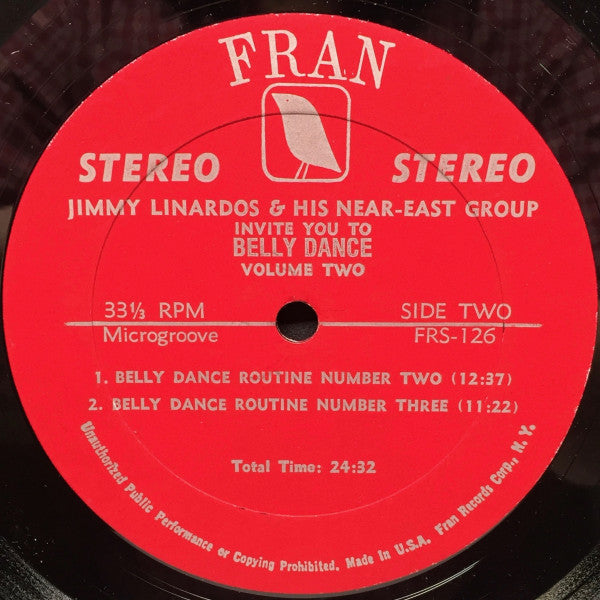 FRAN
STEREO STEREO
JIMMY LINARDOS & HIS NEAR-EAST GROUP
INVITE YOU TO
BELLY DANCE
VOLUME TWO
33⅓ RPM SIDE TWO
Microgroove FRS-126
1. BELLY DANCE ROUTINE NUMBER TWO (12:37)
2. BELLY DANCE ROUTINE NUMBER THREE (11:22)
Total Time: 24:32
Unauthorized Public Performance or Copying Prohibited. Made In U.S.A. Fran Records Corp., N. Y.